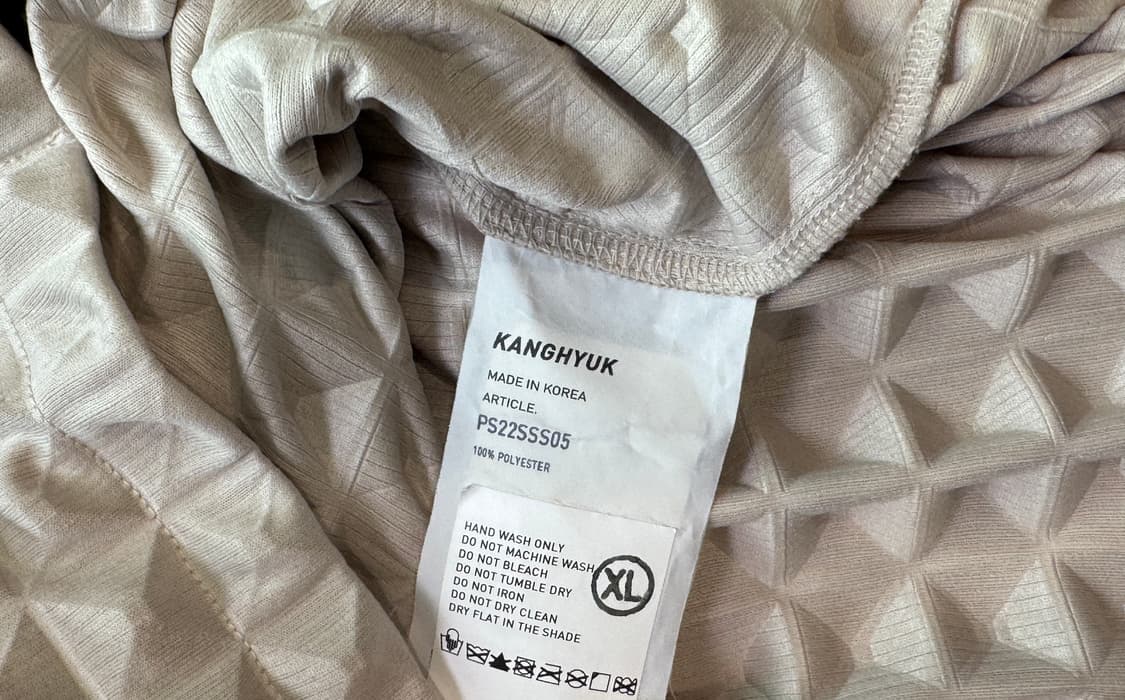 KANGHYUK
MADE IN KOREA
ARTICLE.
PS22SSS05
100% POLYESTER
HAND WASH ONLY
DO NOT MACHINE WASH
DO NOT BLEACH
DO NOT TUMBLE DRY
DO NOT IRON
DO NOT DRY CLEAN
DRY FLAT IN THE SHADE
XL